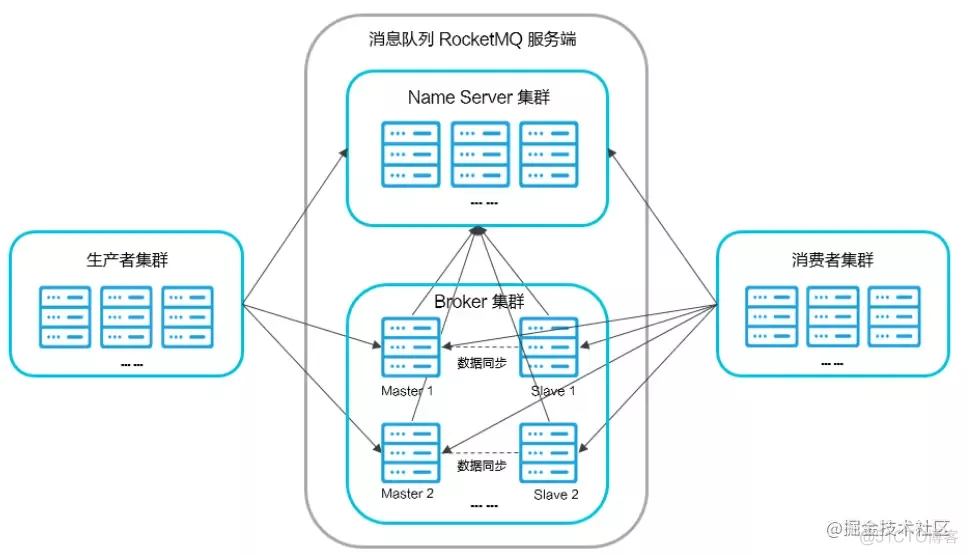 消息队列 RocketMQ 服务端
Name Server 集群
... ...
生产者集群
... ...
消费者集群
... ...
Broker 集群
数据同步
Master 1
Slave 1
数据同步
Master 2
Slave 2
... ...
@掘金技术社区
@51CTO博客